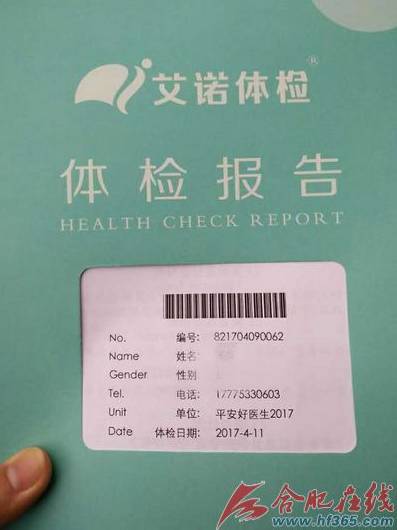 艾诺体检®
体检报告
HEALTH CHECK REPORT
No. 编号: 821704090062
Name 姓名
Gender 性别
Tel. 电话: 17775330603
Unit 单位: 平安好医生2017
Date 体检日期: 2017-4-11
合肥在线
www.hf365.com